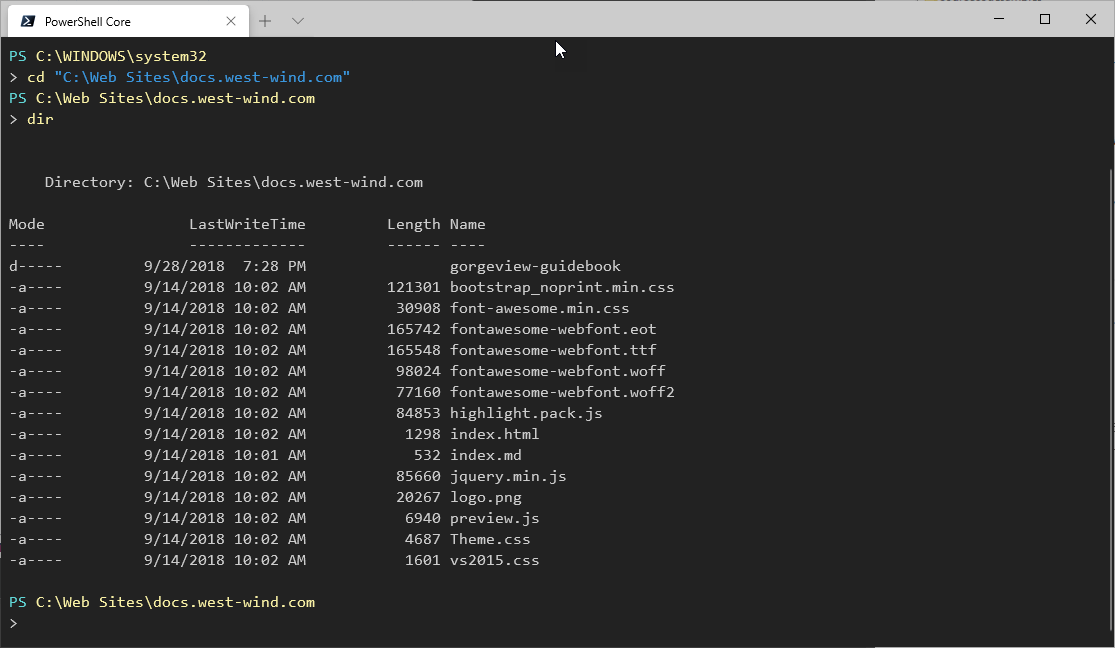 PowerShell Core
PS C:\WINDOWS\system32
> cd "C:\Web Sites\docs.west-wind.com"
PS C:\Web Sites\docs.west-wind.com
> dir
    Directory: C:\Web Sites\docs.west-wind.com
Mode                LastWriteTime         Length Name
----                -------------         ------ ----
d-----         9/28/2018  7:28 PM                gorgeview-guidebook
-a----         9/14/2018 10:02 AM         121301 bootstrap_noprint.min.css
-a----         9/14/2018 10:02 AM          30908 font-awesome.min.css
-a----         9/14/2018 10:02 AM         165742 fontawesome-webfont.eot
-a----         9/14/2018 10:02 AM         165548 fontawesome-webfont.ttf
-a----         9/14/2018 10:02 AM          98024 fontawesome-webfont.woff
-a----         9/14/2018 10:02 AM          77160 fontawesome-webfont.woff2
-a----         9/14/2018 10:02 AM          84853 highlight.pack.js
-a----         9/14/2018 10:02 AM           1298 index.html
-a----         9/14/2018 10:01 AM            532 index.md
-a----         9/14/2018 10:02 AM          85660 jquery.min.js
-a----         9/14/2018 10:02 AM          20267 logo.png
-a----         9/14/2018 10:02 AM           6940 preview.js
-a----         9/14/2018 10:02 AM           4687 Theme.css
-a----         9/14/2018 10:02 AM           1601 vs2015.css
PS C:\Web Sites\docs.west-wind.com
>